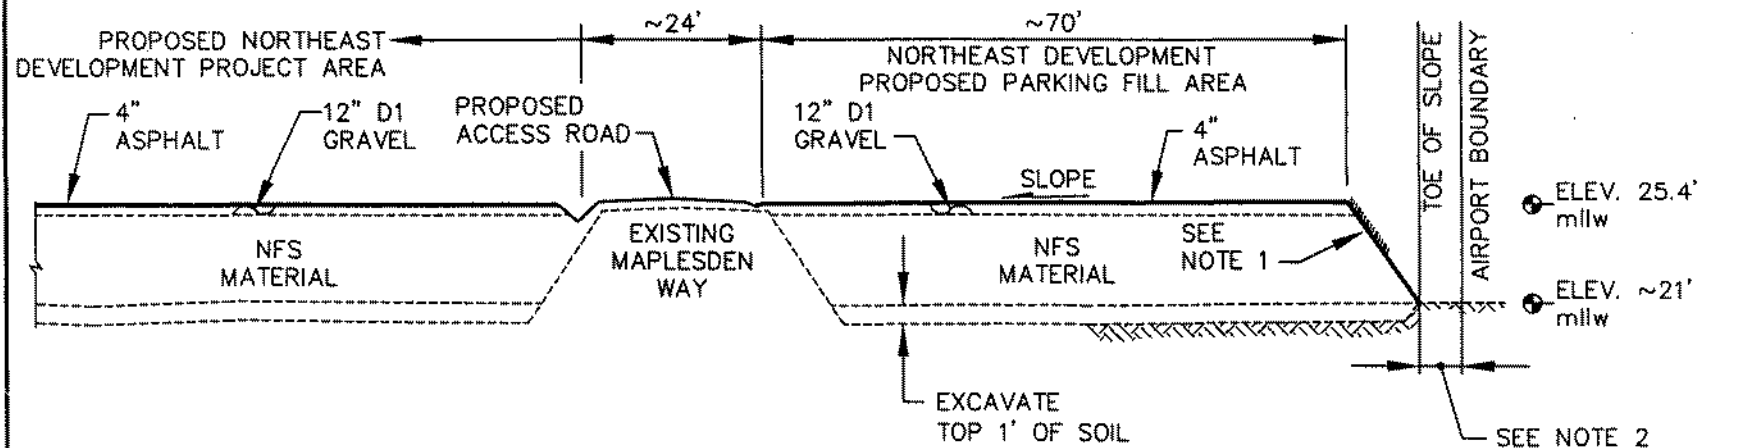 ~24'
~70'
PROPOSED NORTHEAST
DEVELOPMENT PROJECT AREA
NORTHEAST DEVELOPMENT
PROPOSED PARKING FILL AREA
4"
ASPHALT
12" D1
GRAVEL
PROPOSED
ACCESS ROAD
12" D1
GRAVEL
4"
ASPHALT
SLOPE
TOE OF SLOPE
AIRPORT BOUNDARY
ELEV. 25.4'
mllw
NFS
MATERIAL
EXISTING
MAPLESDEN
WAY
NFS
MATERIAL
SEE
NOTE 1
ELEV. ~21'
mllw
EXCAVATE
TOP 1' OF SOIL
SEE NOTE 2